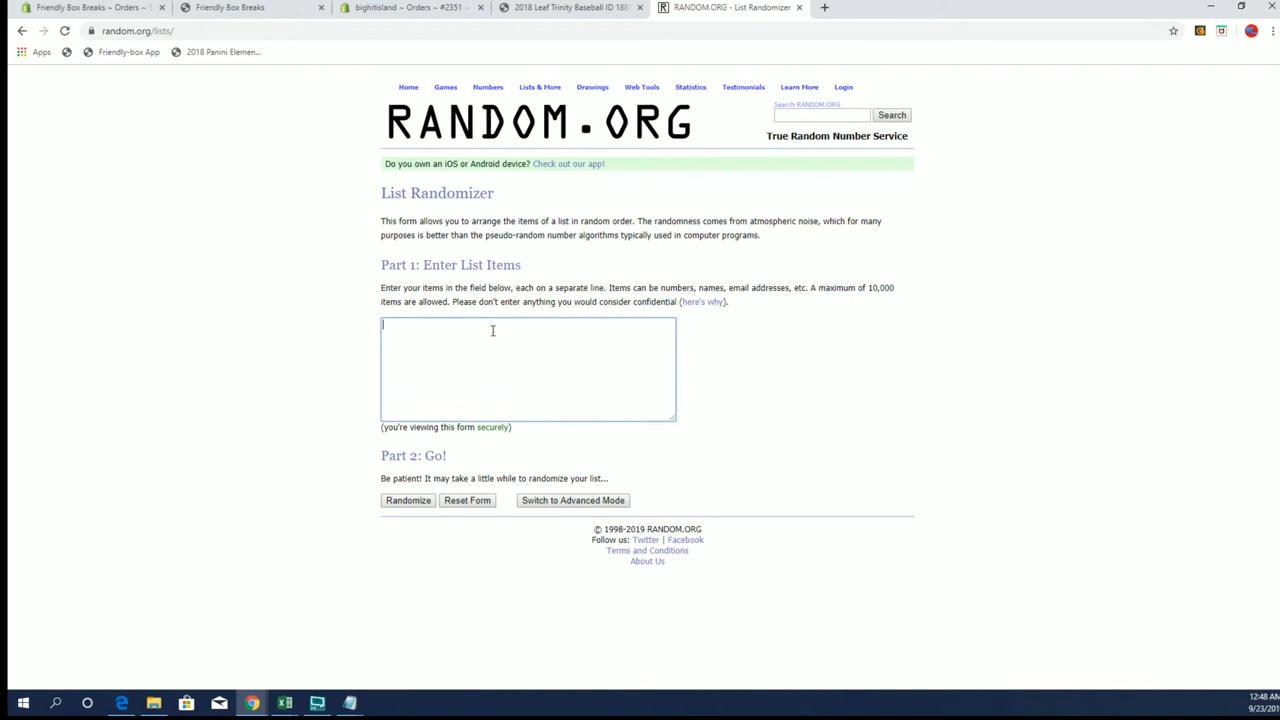 Friendly Box Breaks ~ Orders ~ S
Friendly Box Breaks
bighitisland ~ Orders ~ #2351 ~
2018 Leaf Trinity Baseball ID 18B
RANDOM.ORG - List Randomizer
random.org/lists/
Apps
Friendly-box App
2018 Panini Elemen...
Home
Games
Numbers
Lists & More
Drawings
Web Tools
Statistics
Testimonials
Learn More
Login
RANDOM.ORG
Search RANDOM.ORG
Search
True Random Number Service
Do you own an iOS or Android device? Check out our app!
List Randomizer
This form allows you to arrange the items of a list in random order. The randomness comes from atmospheric noise, which for many
purposes is better than the pseudo-random number algorithms typically used in computer programs.
Part 1: Enter List Items
Enter your items in the field below, each on a separate line. Items can be numbers, names, email addresses, etc. A maximum of 10,000
items are allowed. Please don't enter anything you would consider confidential (here's why).
(you're viewing this form securely)
Part 2: Go!
Be patient! It may take a little while to randomize your list...
Randomize
Reset Form
Switch to Advanced Mode
© 1998-2019 RANDOM.ORG
Follow us: Twitter | Facebook
Terms and Conditions
About Us
12:48 AM
9/23/2019